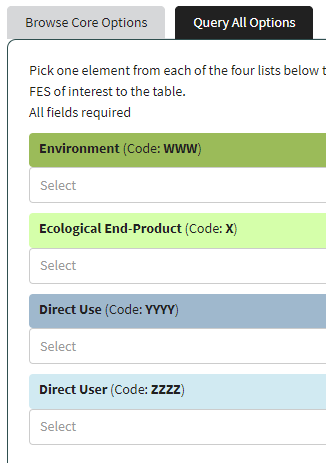 Browse Core Options
Query All Options
Pick one element from each of the four lists below
FES of interest to the table.
All fields required
Environment (Code: WWW)
Select
Ecological End-Product (Code: X)
Select
Direct Use (Code: YYYY)
Select
Direct User (Code: ZZZZ)
Select